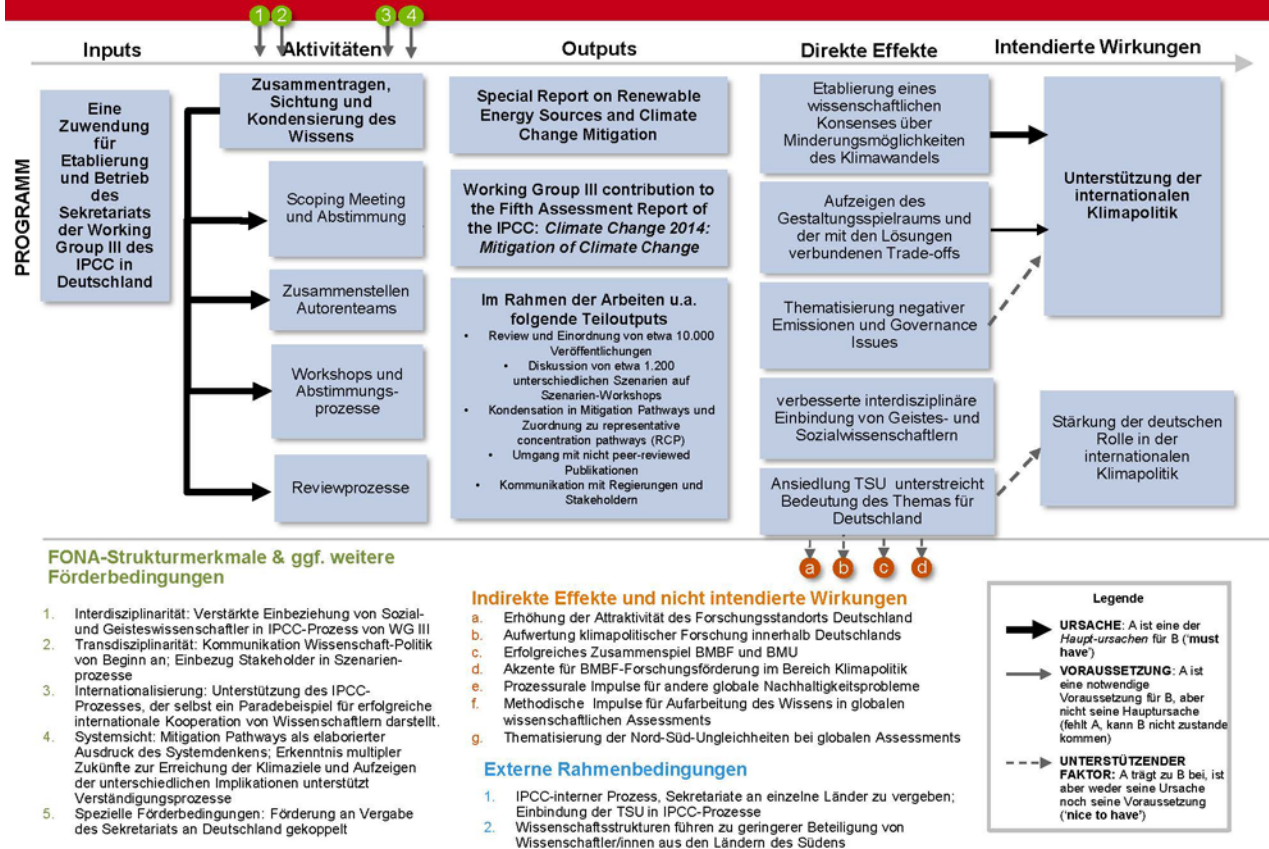 1 2 3 4
Inputs
Aktivitäten
Outputs
Direkte Effekte
Intendierte Wirkungen
PROGRAMM
Eine
Zuwendung
für
Etablierung
und Betrieb
des
Sekretariats
der Working
Group III des
IPCC in
Deutschland
Zusammentragen,
Sichtung und
Kondensierung des
Wissens
Scoping Meeting
und Abstimmung
Zusammenstellen
Autorenteams
Workshops und
Abstimmungs-
prozesse
Reviewprozesse
Special Report on Renewable
Energy Sources and Climate
Change Mitigation
Working Group III contribution to
the Fifth Assessment Report of
the IPCC: Climate Change 2014:
Mitigation of Climate Change
Im Rahmen der Arbeiten u.a.
folgende Teiloutputs
• Review und Einordnung von etwa 10.000
Veröffentlichungen
• Diskussion von etwa 1.200
unterschiedlichen Szenarien auf
Szenarien-Workshops
• Kondensation in Mitigation Pathways und
Zuordnung zu representative
concentration pathways (RCP)
• Umgang mit nicht peer-reviewed
Publikationen
• Kommunikation mit Regierungen und
Stakeholdern
Etablierung eines
wissenschaftlichen
Konsenses über
Minderungsmöglichkeiten
des Klimawandels
Aufzeigen des
Gestaltungsspielraums und
der mit den Lösungen
verbundenen Trade-offs
Thematisierung negativer
Emissionen und Governance
Issues
verbesserte interdisziplinäre
Einbindung von Geistes- und
Sozialwissenschaftlern
Ansiedlung TSU unterstreicht
Bedeutung des Themas für
Deutschland
Unterstützung der
internationalen
Klimapolitik
Stärkung der deutschen
Rolle in der
internationalen
Klimapolitik
a b c d
FONA-Strukturmerkmale & ggf. weitere
Förderbedingungen
1. Interdisziplinarität: Verstärkte Einbeziehung von Sozial-
und Geisteswissenschaftler in IPCC-Prozess von WG III
2. Transdisziplinarität: Kommunikation Wissenschaft-Politik
von Beginn an; Einbezug Stakeholder in Szenarien-
prozesse
3. Internationalisierung: Unterstützung des IPCC-
Prozesses, der selbst ein Paradebeispiel für erfolgreiche
internationale Kooperation von Wissenschaftlern darstellt.
4. Systemsicht: Mitigation Pathways als elaborierter
Ausdruck des Systemdenkens; Erkenntnis multipler
Zukünfte zur Erreichung der Klimaziele und Aufzeigen
der unterschiedlichen Implikationen unterstützt
Verständigungsprozesse
5. Spezielle Förderbedingungen: Förderung an Vergabe
des Sekretariats an Deutschland gekoppelt
Indirekte Effekte und nicht intendierte Wirkungen
a. Erhöhung der Attraktivität des Forschungsstandorts Deutschland
b. Aufwertung klimapolitischer Forschung innerhalb Deutschlands
c. Erfolgreiches Zusammenspiel BMBF und BMU
d. Akzente für BMBF-Forschungsförderung im Bereich Klimapolitik
e. Prozessurale Impulse für andere globale Nachhaltigkeitsprobleme
f. Methodische Impulse für Aufarbeitung des Wissens in globalen
wissenschaftlichen Assessments
g. Thematisierung der Nord-Süd-Ungleichheiten bei globalen Assessments
Externe Rahmenbedingungen
1. IPCC-interner Prozess, Sekretariate an einzelne Länder zu vergeben;
Einbindung der TSU in IPCC-Prozesse
2. Wissenschaftsstrukturen führen zu geringerer Beteiligung von
Wissenschaftler/innen aus den Ländern des Südens
Legende
URSACHE: A ist eine der
Haupt-ursachen für B ('must
have')
VORAUSSETZUNG: A ist
eine notwendige
Voraussetzung für B, aber
nicht seine Hauptursache
(fehlt A, kann B nicht zustande
kommen)
UNTERSTÜTZENDER
FAKTOR: A trägt zu B bei, ist
aber weder seine Ursache
noch seine Voraussetzung
('nice to have')